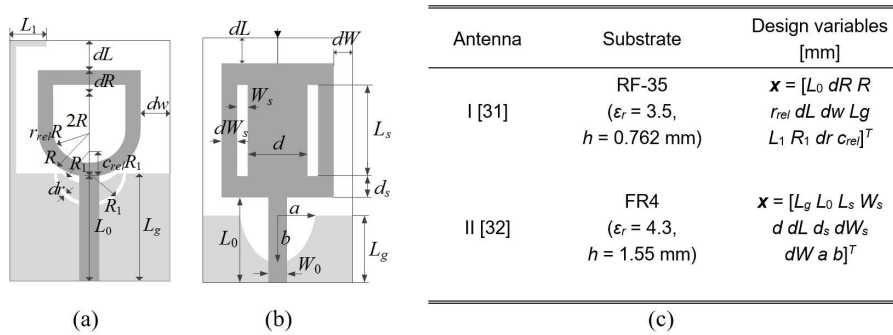 L1
dL
dR
2R
dw
rrelR
R
R1
crelR1
dr
R1
L0
Lg
(a)
dL
dW
Ws
dWs
d
Ls
ds
L0
a
b
Lg
W0
(b)
Antenna Substrate Design variables
[mm]
I [31] RF-35
(εr = 3.5,
h = 0.762 mm) x = [L0 dR R
rrel dL dw Lg
L1 R1 dr crel]T
II [32] FR4
(εr = 4.3,
h = 1.55 mm) x = [Lg L0 Ls Ws
d dL ds dWs
dW a b]T
(c)